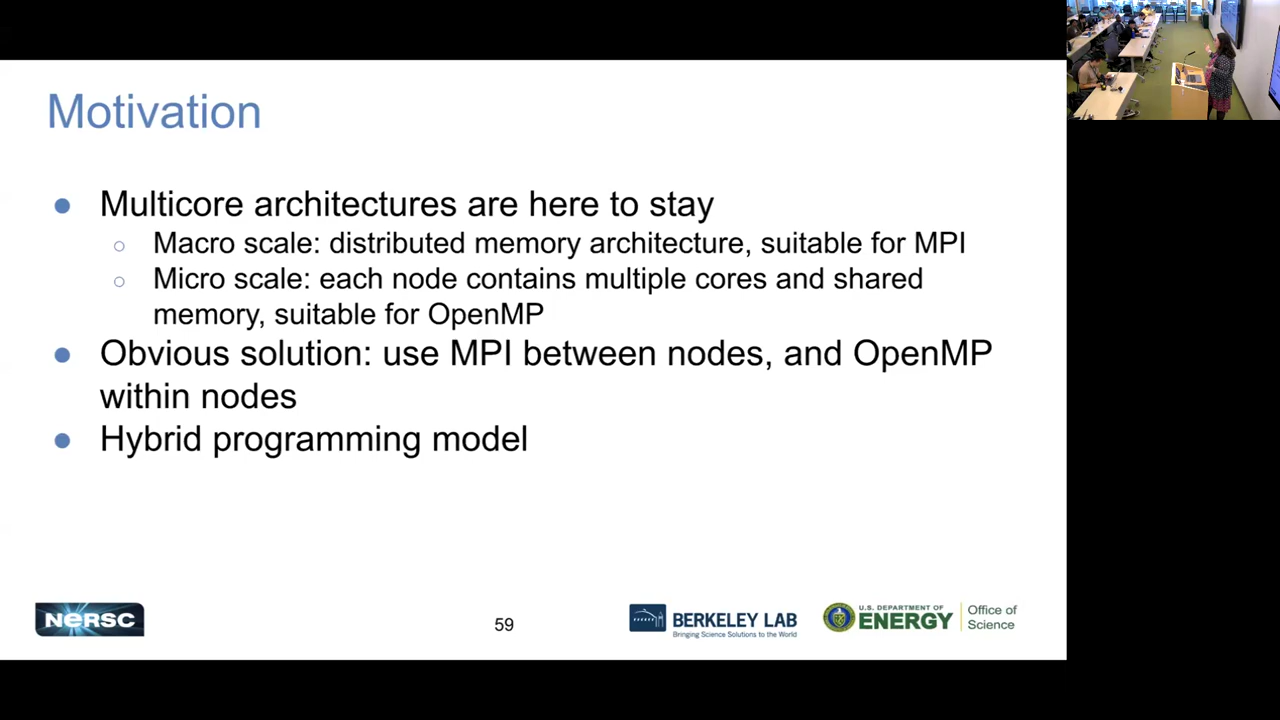 Motivation
● Multicore architectures are here to stay
○ Macro scale: distributed memory architecture, suitable for MPI
○ Micro scale: each node contains multiple cores and shared
memory, suitable for OpenMP
● Obvious solution: use MPI between nodes, and OpenMP
within nodes
● Hybrid programming model
NERSC
59
BERKELEY LAB
Bringing Science Solutions to the World
U.S. DEPARTMENT OF
ENERGY
Office of
Science